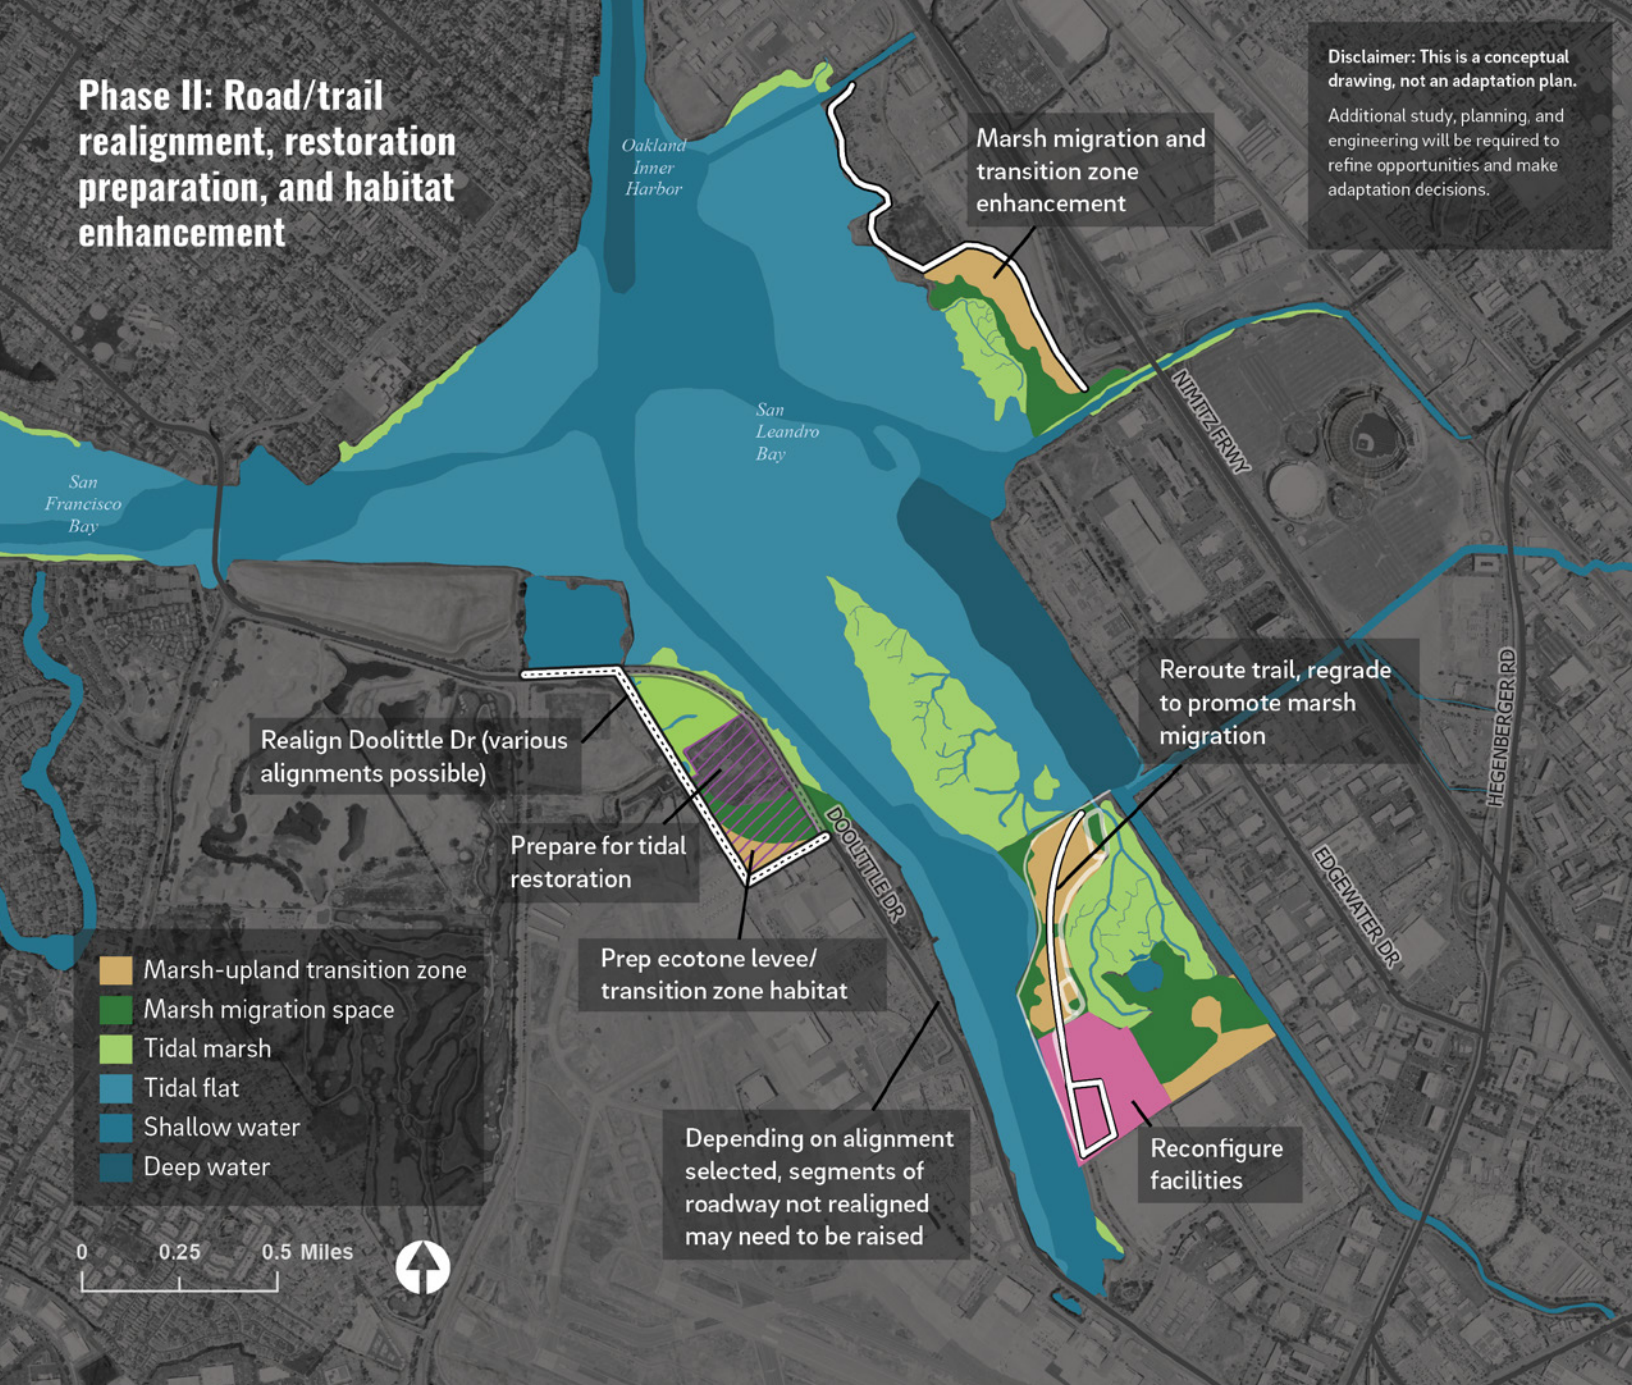 Phase II: Road/trail
realignment, restoration
preparation, and habitat
enhancement
Disclaimer: This is a conceptual
drawing, not an adaptation plan.
Additional study, planning, and
engineering will be required to
refine opportunities and make
adaptation decisions.
Oakland
Inner
Harbor
Marsh migration and
transition zone
enhancement
NIMITZ FRWY
San
Leandro
Bay
San
Francisco
Bay
Reroute trail, regrade
to promote marsh
migration
HEGENBERGER RD
Realign Doolittle Dr (various
alignments possible)
Prepare for tidal
restoration
DOOLITTLE DR
EDGEWATER DR
Prep ecotone levee/
transition zone habitat
Marsh-upland transition zone
Marsh migration space
Tidal marsh
Tidal flat
Shallow water
Deep water
Depending on alignment
selected, segments of
roadway not realigned
may need to be raised
Reconfigure
facilities
0 0.25 0.5 Miles